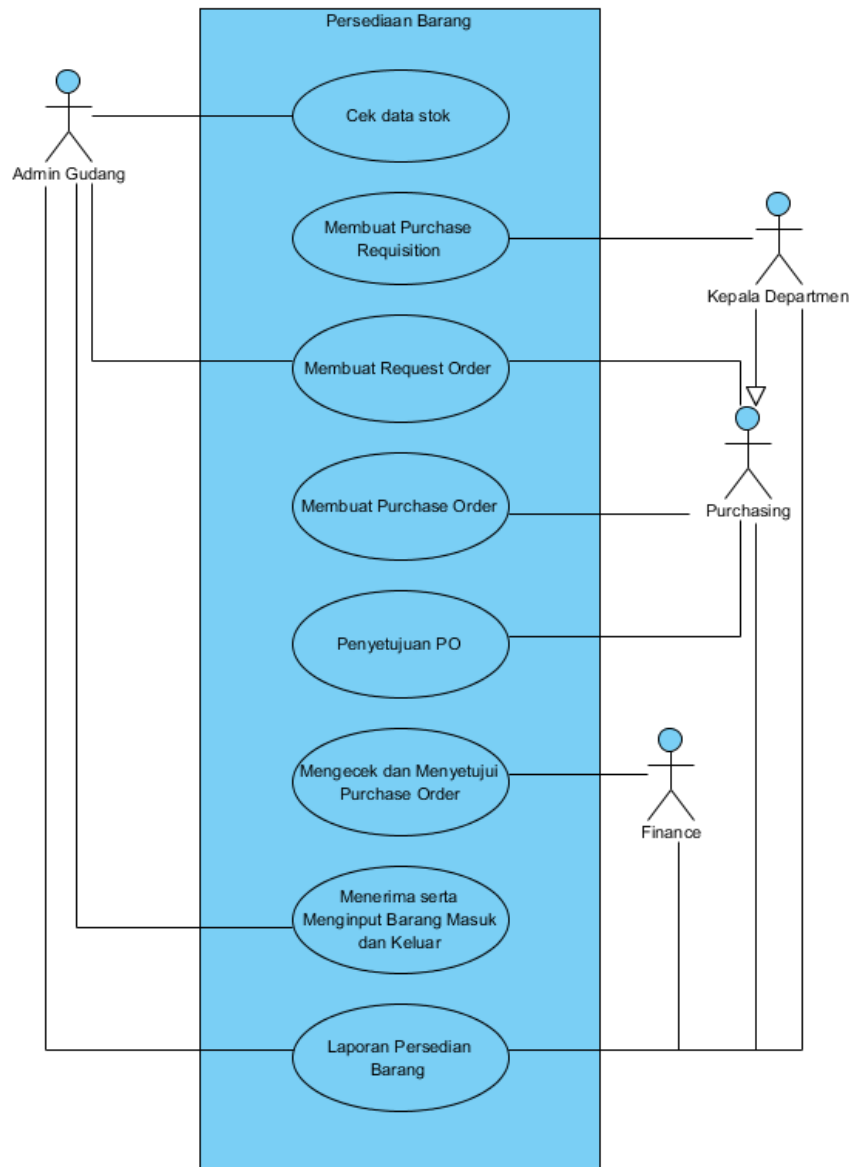 Persediaan Barang
Cek data stok
Admin Gudang
Membuat Purchase
Requisition
Kepala Departmen
Membuat Request Order
Membuat Purchase Order
Purchasing
Penyetujuan PO
Mengecek dan Menyetujui
Purchase Order
Finance
Menerima serta
Menginput Barang Masuk
dan Keluar
Laporan Persedian
Barang